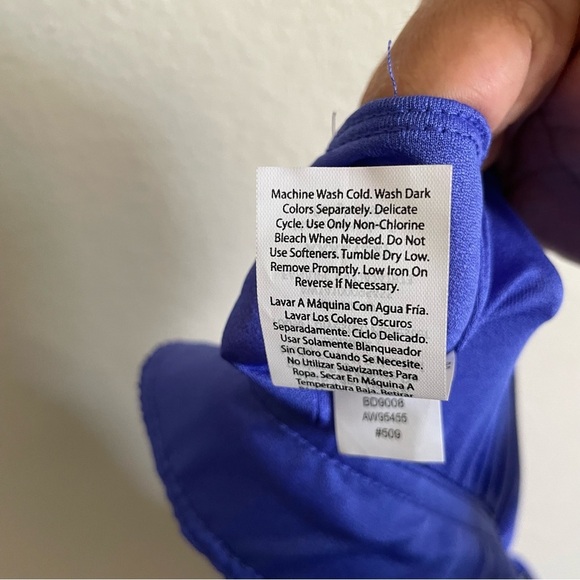 Machine Wash Cold. Wash Dark
Colors Separately. Delicate
Cycle. Use Only Non-Chlorine
Bleach When Needed. Do Not
Use Softeners. Tumble Dry Low.
Remove Promptly. Low Iron On
Reverse If Necessary.
Lavar A Máquina Con Agua Fría.
Lavar Los Colores Oscuros
Separadamente. Ciclo Delicado.
Usar Solamente Blanqueador
Sin Cloro Cuando Se Necesite.
No Utilizar Suavizantes Para
Ropa. Secar En Máquina A
Temperatura Baja. Retirar
BD9008
AW95455
#509